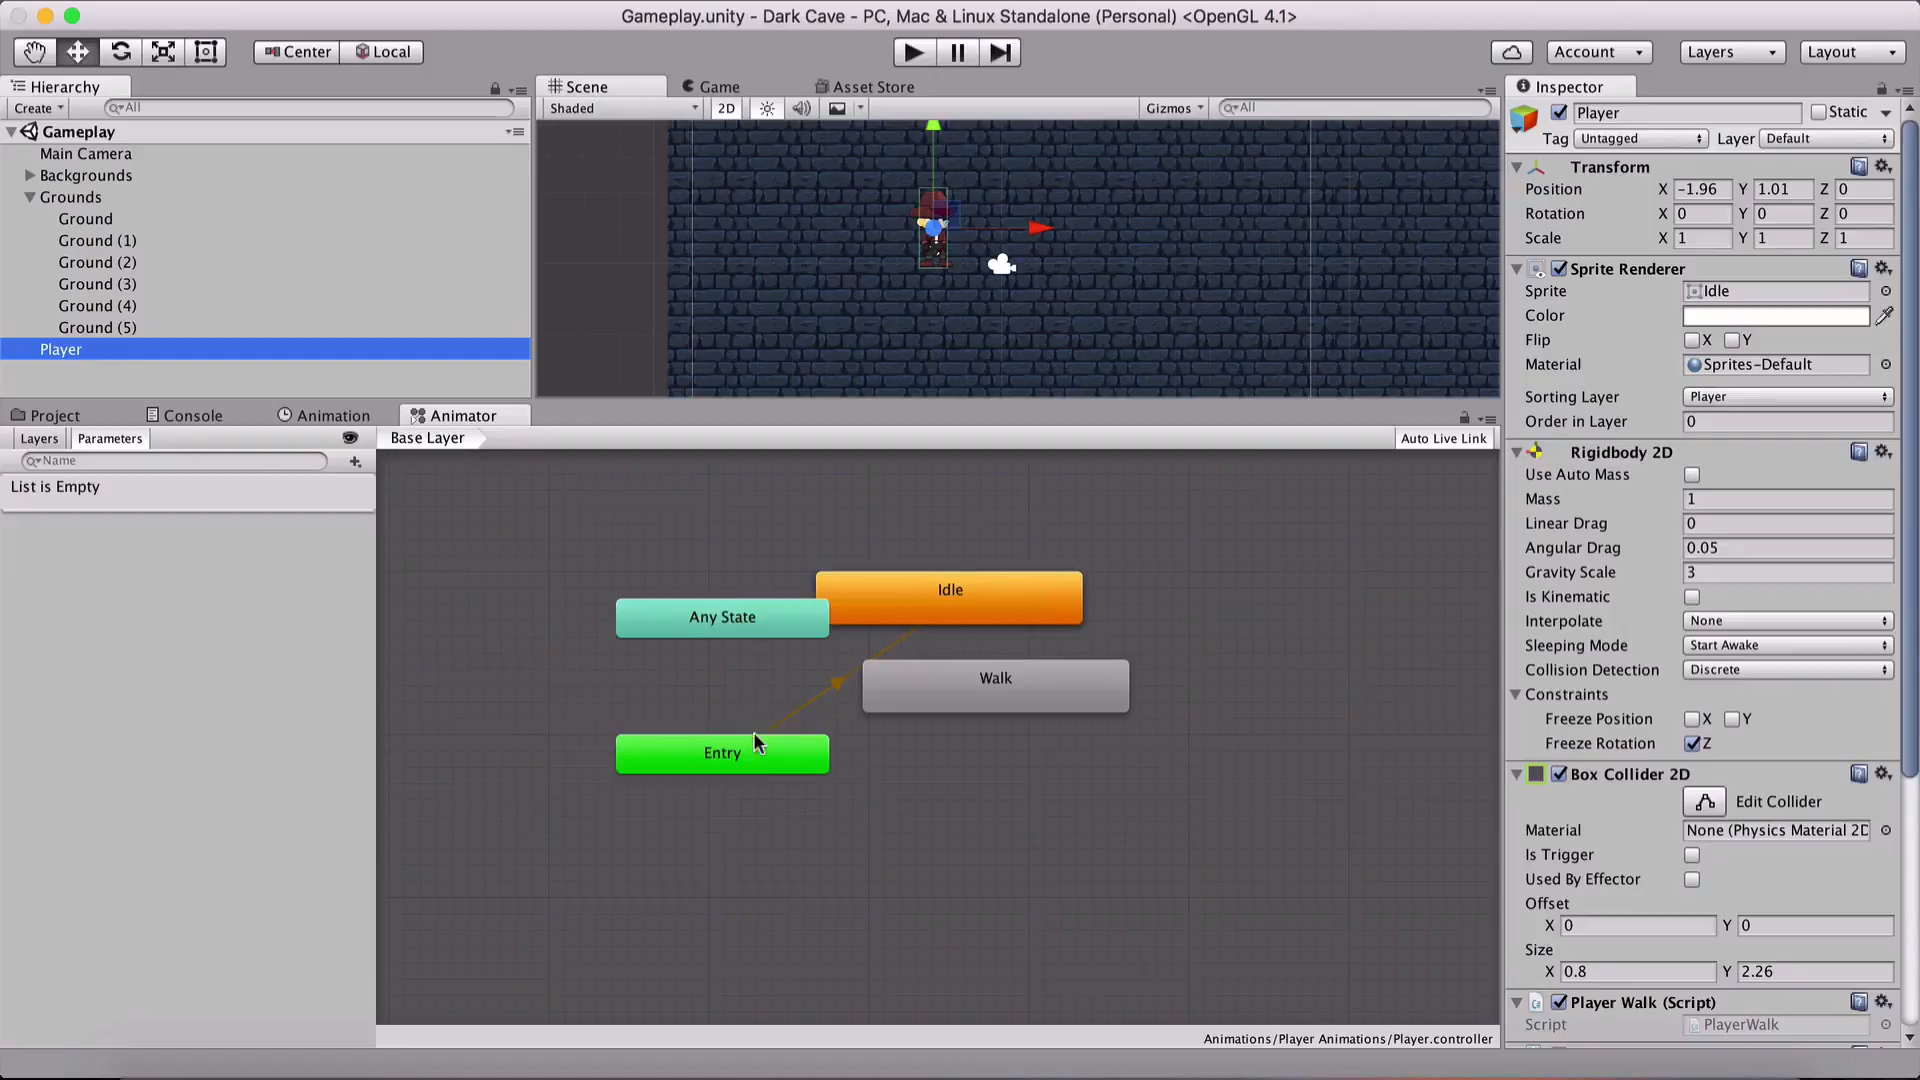 Gameplay.unity - Dark Cave - PC, Mac & Linux Standalone (Personal) <OpenGL 4.1>
Center
Local
Account
Layers
Layout
Hierarchy
Create
All
Gameplay
Main Camera
Backgrounds
Grounds
Ground
Ground (1)
Ground (2)
Ground (3)
Ground (4)
Ground (5)
Player
Scene
Game
Asset Store
Shaded
2D
Gizmos
All
Project
Console
Animation
Animator
Layers
Parameters
Base Layer
Auto Live Link
Name
List is Empty
Idle
Any State
Walk
Entry
Animations/Player Animations/Player.controller
Inspector
Player
Static
Tag Untagged Layer Default
Transform
Position X -1.96 Y 1.01 Z 0
Rotation X 0 Y 0 Z 0
Scale X 1 Y 1 Z 1
Sprite Renderer
Sprite Idle
Color
Flip X Y
Material Sprites-Default
Sorting Layer Player
Order in Layer 0
Rigidbody 2D
Use Auto Mass
Mass 1
Linear Drag 0
Angular Drag 0.05
Gravity Scale 3
Is Kinematic
Interpolate None
Sleeping Mode Start Awake
Collision Detection Discrete
Constraints
Freeze Position X Y
Freeze Rotation Z
Box Collider 2D
Edit Collider
Material None (Physics Material 2D
Is Trigger
Used By Effector
Offset
X 0 Y 0
Size
X 0.8 Y 2.26
Player Walk (Script)
Script PlayerWalk